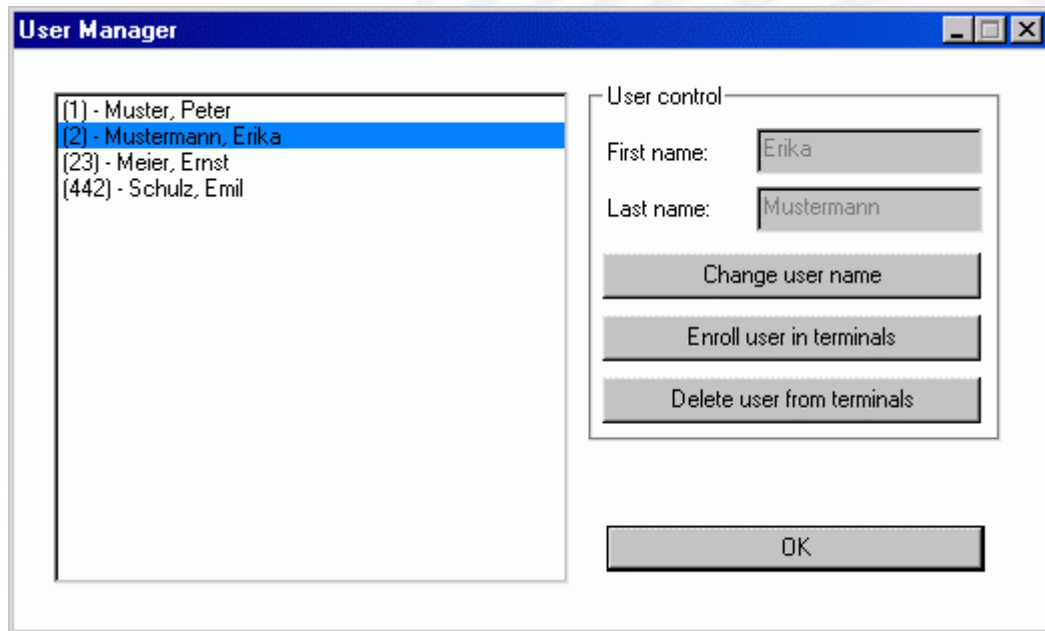 User Manager
(1) - Muster, Peter
(2) - Mustermann, Erika
(23) - Meier, Ernst
(442) - Schulz, Emil
User control
First name: Erika
Last name: Mustermann
Change user name
Enroll user in terminals
Delete user from terminals
OK